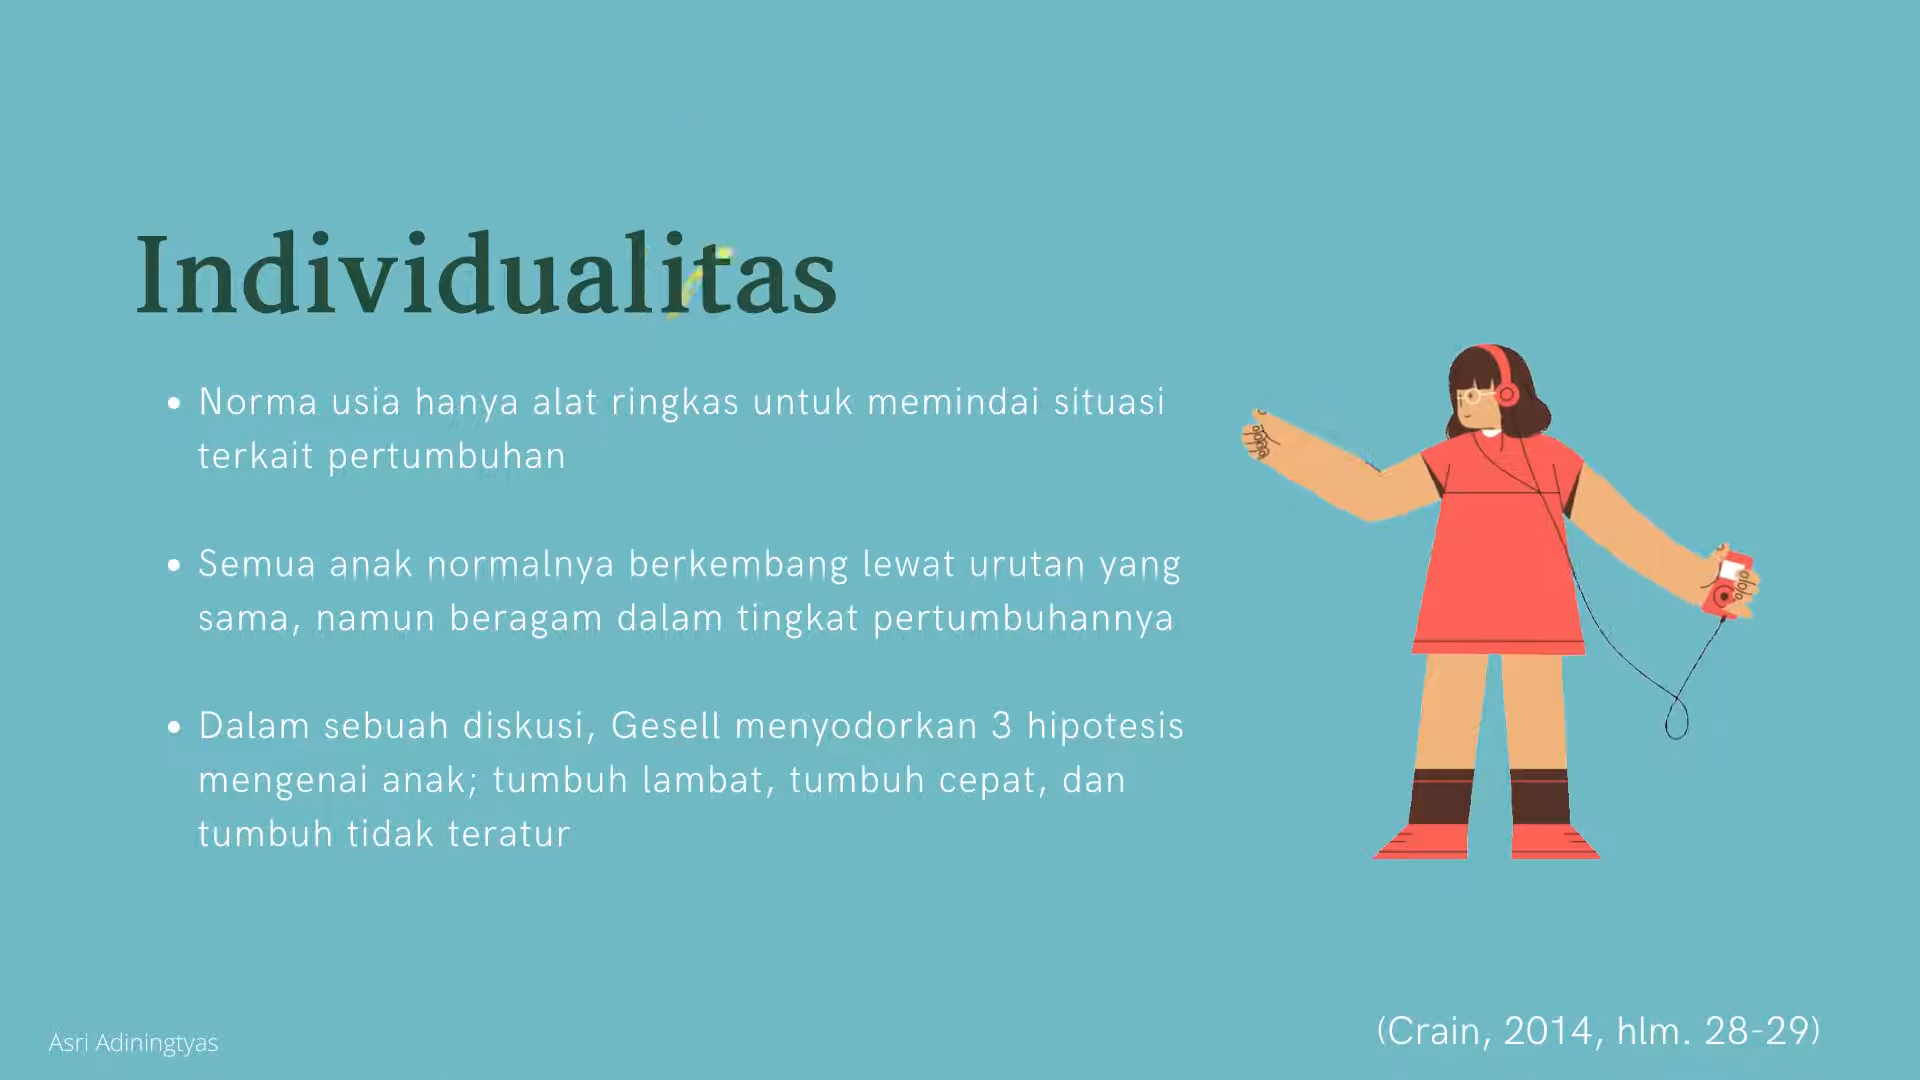 Individualitas
• Norma usia hanya alat ringkas untuk memindai situasi
terkait pertumbuhan
• Semua anak normalnya berkembang lewat urutan yang
sama, namun beragam dalam tingkat pertumbuhannya
• Dalam sebuah diskusi, Gesell menyodorkan 3 hipotesis
mengenai anak; tumbuh lambat, tumbuh cepat, dan
tumbuh tidak teratur
Asri Adiningtyas
(Crain, 2014, hlm. 28-29)